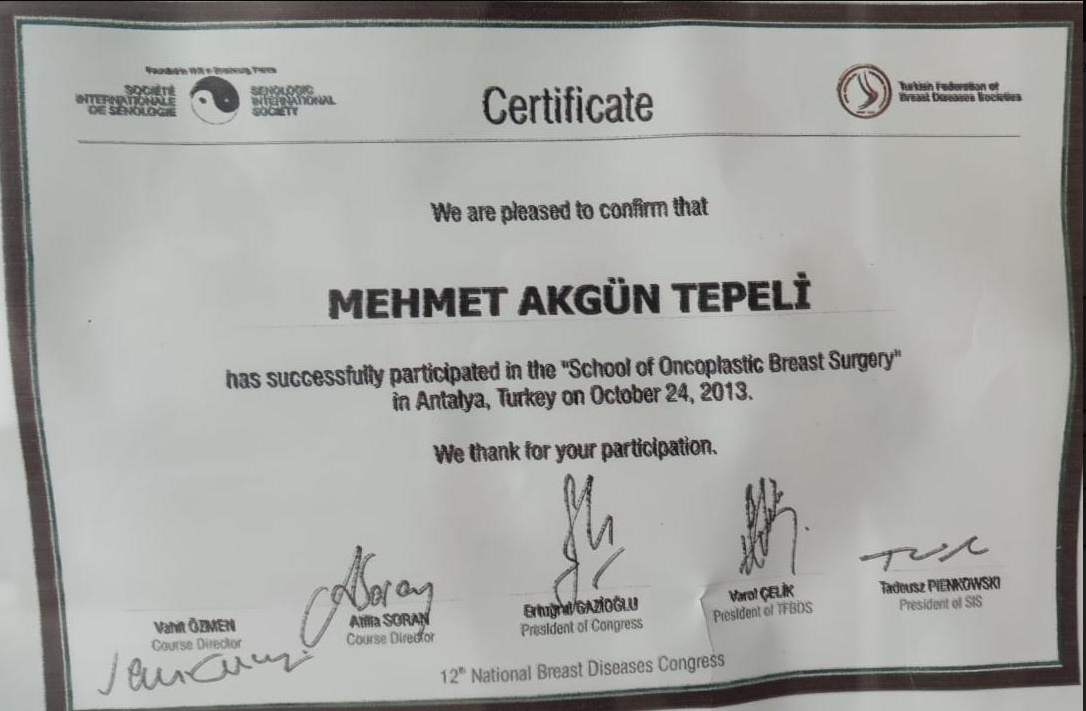 SOCIÉTÉ
INTERNATIONALE
DE SÉNOLOGIE
SENOLOGIC
INTERNATIONAL
SOCIETY
Certificate
Turkish Federation of
Breast Diseases Societies
We are pleased to confirm that
MEHMET AKGÜN TEPELİ
has successfully participated in the "School of Oncoplastic Breast Surgery"
in Antalya, Turkey on October 24, 2013.
We thank for your participation.
Vahit ÖZMEN
Course Director
Atilla SORAN
Course Director
Ertuğrul GAZİOĞLU
President of Congress
Varol ÇELİK
President of TFBDS
Tadeusz PIENKOWSKI
President of SIS
12th National Breast Diseases Congress